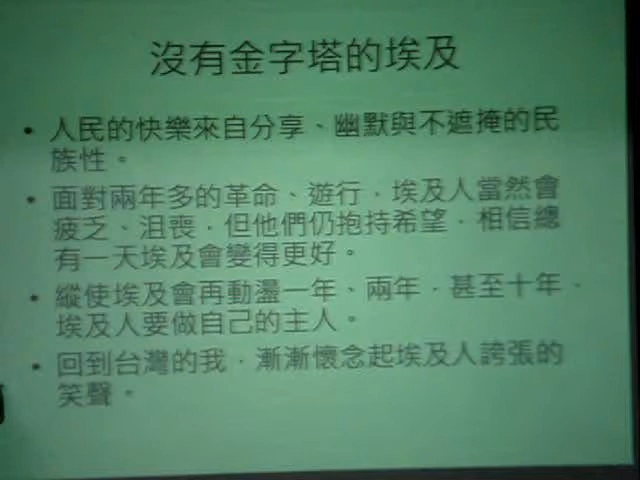 沒有金字塔的埃及
• 人民的快樂來自分享、幽默與不遮掩的民
族性。
• 面對兩年多的革命、遊行，埃及人當然會
疲乏、沮喪，但他們仍抱持希望，相信總
有一天埃及會變得更好。
• 縱使埃及會再動盪一年、兩年，甚至十年，
埃及人要做自己的主人。
• 回到台灣的我，漸漸懷念起埃及人誇張的
笑聲。